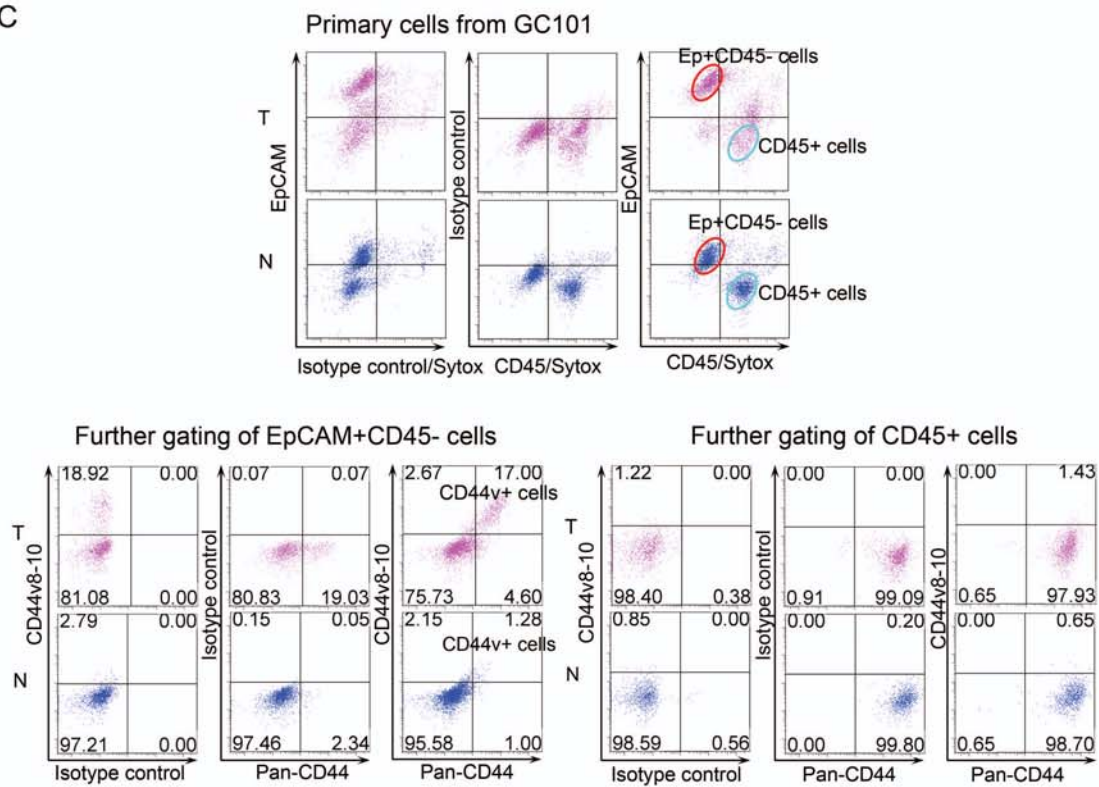 C
Primary cells from GC101
Ep+CD45- cells
T
EpCAM
Isotype control
EpCAM
CD45+ cells
Ep+CD45- cells
N
CD45+ cells
Isotype control/Sytox
CD45/Sytox
CD45/Sytox
Further gating of EpCAM+CD45- cells
18.92 0.00
0.07 0.07
2.67 17.00
CD44v+ cells
T
CD44v8-10
Isotype control
CD44v8-10
81.08 0.00
80.83 19.03
75.73 4.60
2.79 0.00
0.15 0.05
2.15 1.28
CD44v+ cells
N
97.21 0.00
97.46 2.34
95.58 1.00
Isotype control
Pan-CD44
Pan-CD44
Further gating of CD45+ cells
1.22 0.00
0.00 0.00
0.00 1.43
T
CD44v8-10
Isotype control
CD44v8-10
98.40 0.38
0.91 99.09
0.65 97.93
0.85 0.00
0.00 0.20
0.00 0.65
N
98.59 0.56
0.00 99.80
0.65 98.70
Isotype control
Pan-CD44
Pan-CD44